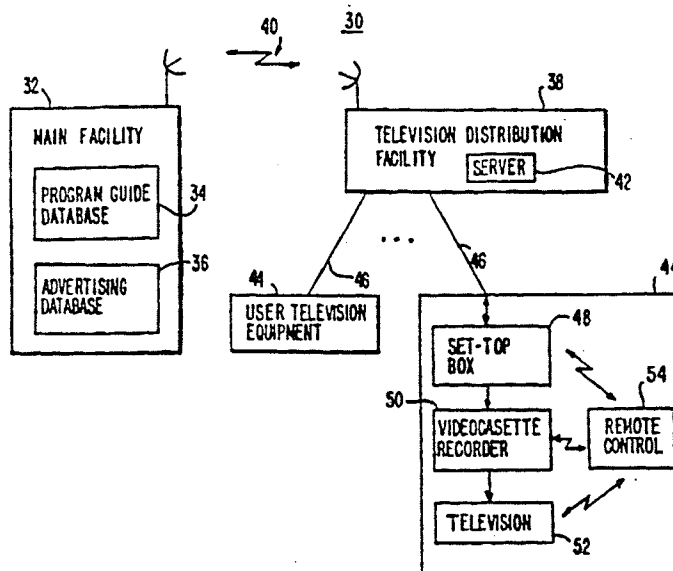 40
30
32
38
MAIN FACILITY
TELEVISION DISTRIBUTION
FACILITY
SERVER
42
PROGRAM GUIDE
DATABASE
34
36
ADVERTISING
DATABASE
...
44
46
46
44
USER TELEVISION
EQUIPMENT
SET-TOP
BOX
48
50
54
VIDEOCASETTE
RECORDER
REMOTE
CONTROL
TELEVISION
52